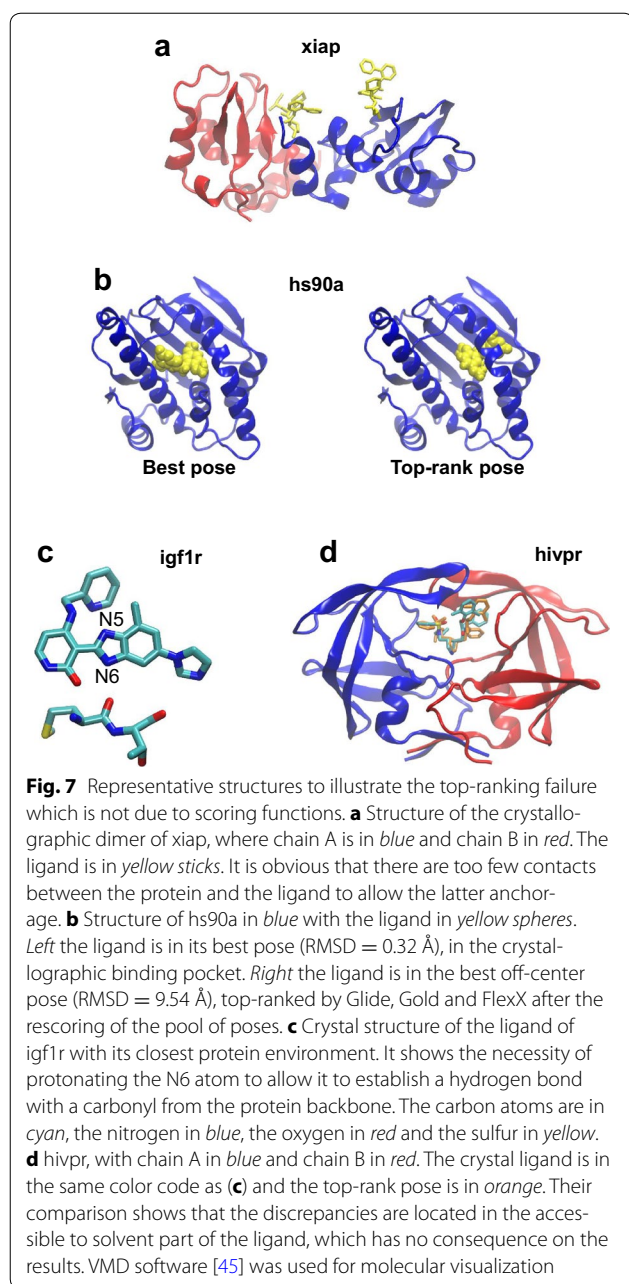 a
xiap
b
hs90a
Best pose
Top-rank pose
c
igf1r
d
hivpr
N5
N6
Fig. 7 Representative structures to illustrate the top-ranking failure
which is not due to scoring functions. a Structure of the crystallo-
graphic dimer of xiap, where chain A is in blue and chain B in red. The
ligand is in yellow sticks. It is obvious that there are too few contacts
between the protein and the ligand to allow the latter anchor-
age. b Structure of hs90a in blue with the ligand in yellow spheres.
Left the ligand is in its best pose (RMSD = 0.32 Å), in the crystal-
lographic binding pocket. Right the ligand is in the best off-center
pose (RMSD = 9.54 Å), top-ranked by Glide, Gold and FlexX after the
rescoring of the pool of poses. c Crystal structure of the ligand of
igf1r with its closest protein environment. It shows the necessity of
protonating the N6 atom to allow it to establish a hydrogen bond
with a carbonyl from the protein backbone. The carbon atoms are in
cyan, the nitrogen in blue, the oxygen in red and the sulfur in yellow.
d hivpr, with chain A in blue and chain B in red. The crystal ligand is in
the same color code as (c) and the top-rank pose is in orange. Their
comparison shows that the discrepancies are located in the acces-
sible to solvent part of the ligand, which has no consequence on the
results. VMD software [45] was used for molecular visualization